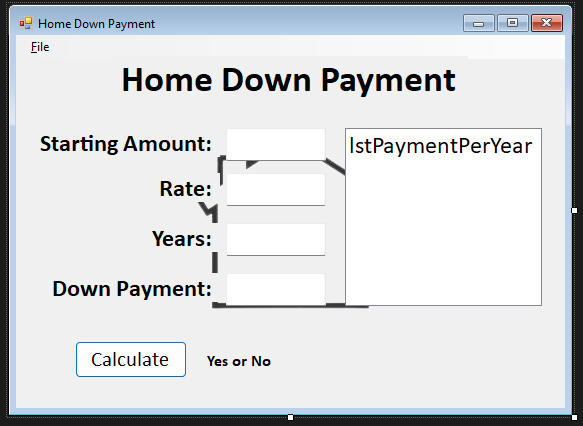 Home Down Payment
File
Home Down Payment
Starting Amount:
lstPaymentPerYear
Rate:
Years:
Down Payment:
Calculate
Yes or No